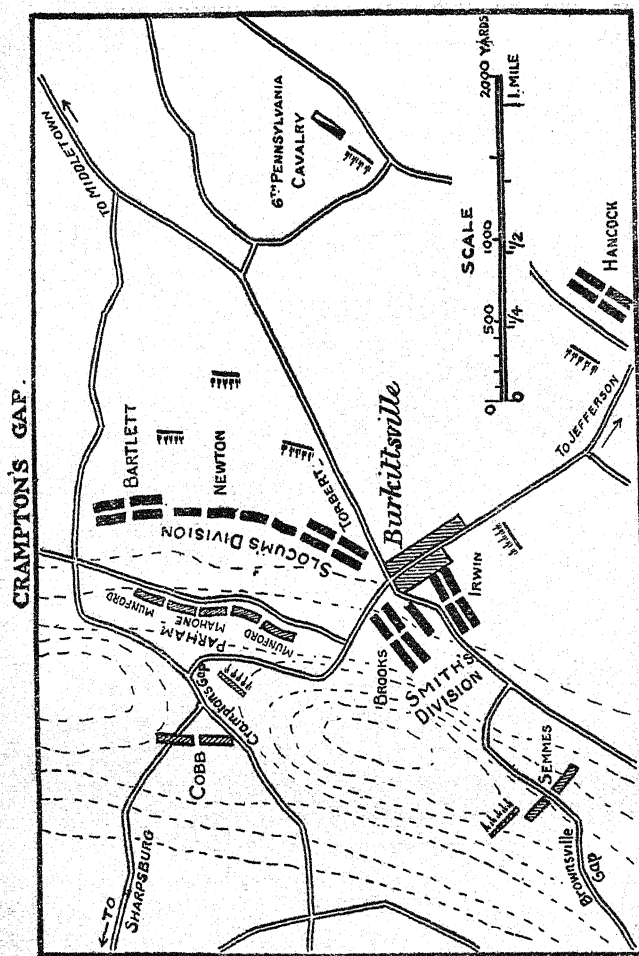 CRAMPTON'S GAP.
TO MIDDLETOWN
6TH PENNSYLVANIA
CAVALRY
SCALE
0 500 1000 2000 YARDS
0 1/4 1/2 1 MILE
HANCOCK
BARTLETT
NEWTON
TORBERT
SLOCUM'S DIVISION
Burkittsville
TO JEFFERSON
MUNFORD
MAHONE
PARHAM
MUNFORD
Crampton's Gap
COBB
TO
SHARPSBURG
BROOKS
IRWIN
SMITH'S
DIVISION
SEMMES
Brownsville
Gap